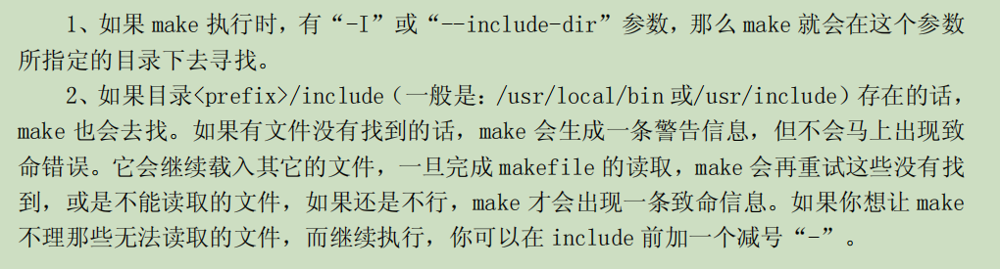 1、如果 make 执行时，有“-I”或“--include-dir”参数，那么 make 就会在这个参数
所指定的目录下去寻找。
2、如果目录<prefix>/include（一般是：/usr/local/bin 或/usr/include）存在的话，
make 也会去找。如果有文件没有找到的话，make 会生成一条警告信息，但不会马上出现致
命错误。它会继续载入其它的文件，一旦完成 makefile 的读取，make 会再重试这些没有找
到，或是不能读取的文件，如果还是不行，make 才会出现一条致命信息。如果你想让 make
不理那些无法读取的文件，而继续执行，你可以在 include 前加一个减号“-”。